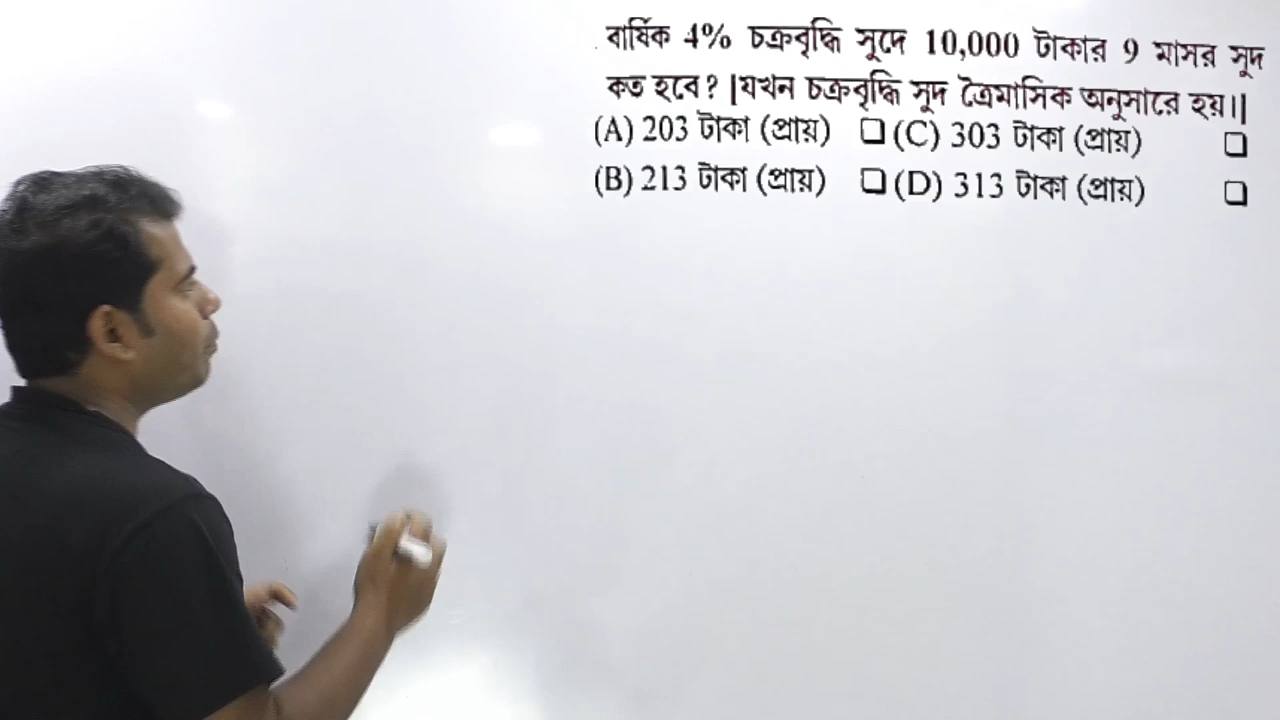 বার্ষিক 4% চক্রবৃদ্ধি সুদে 10,000 টাকার 9 মাসর সুদ
কত হবে? [যখন চক্রবৃদ্ধি সুদ ত্রৈমাসিক অনুসারে হয়।]
(A) 203 টাকা (প্রায়) ❑ (C) 303 টাকা (প্রায়) ❑
(B) 213 টাকা (প্রায়) ❑ (D) 313 টাকা (প্রায়) ❑